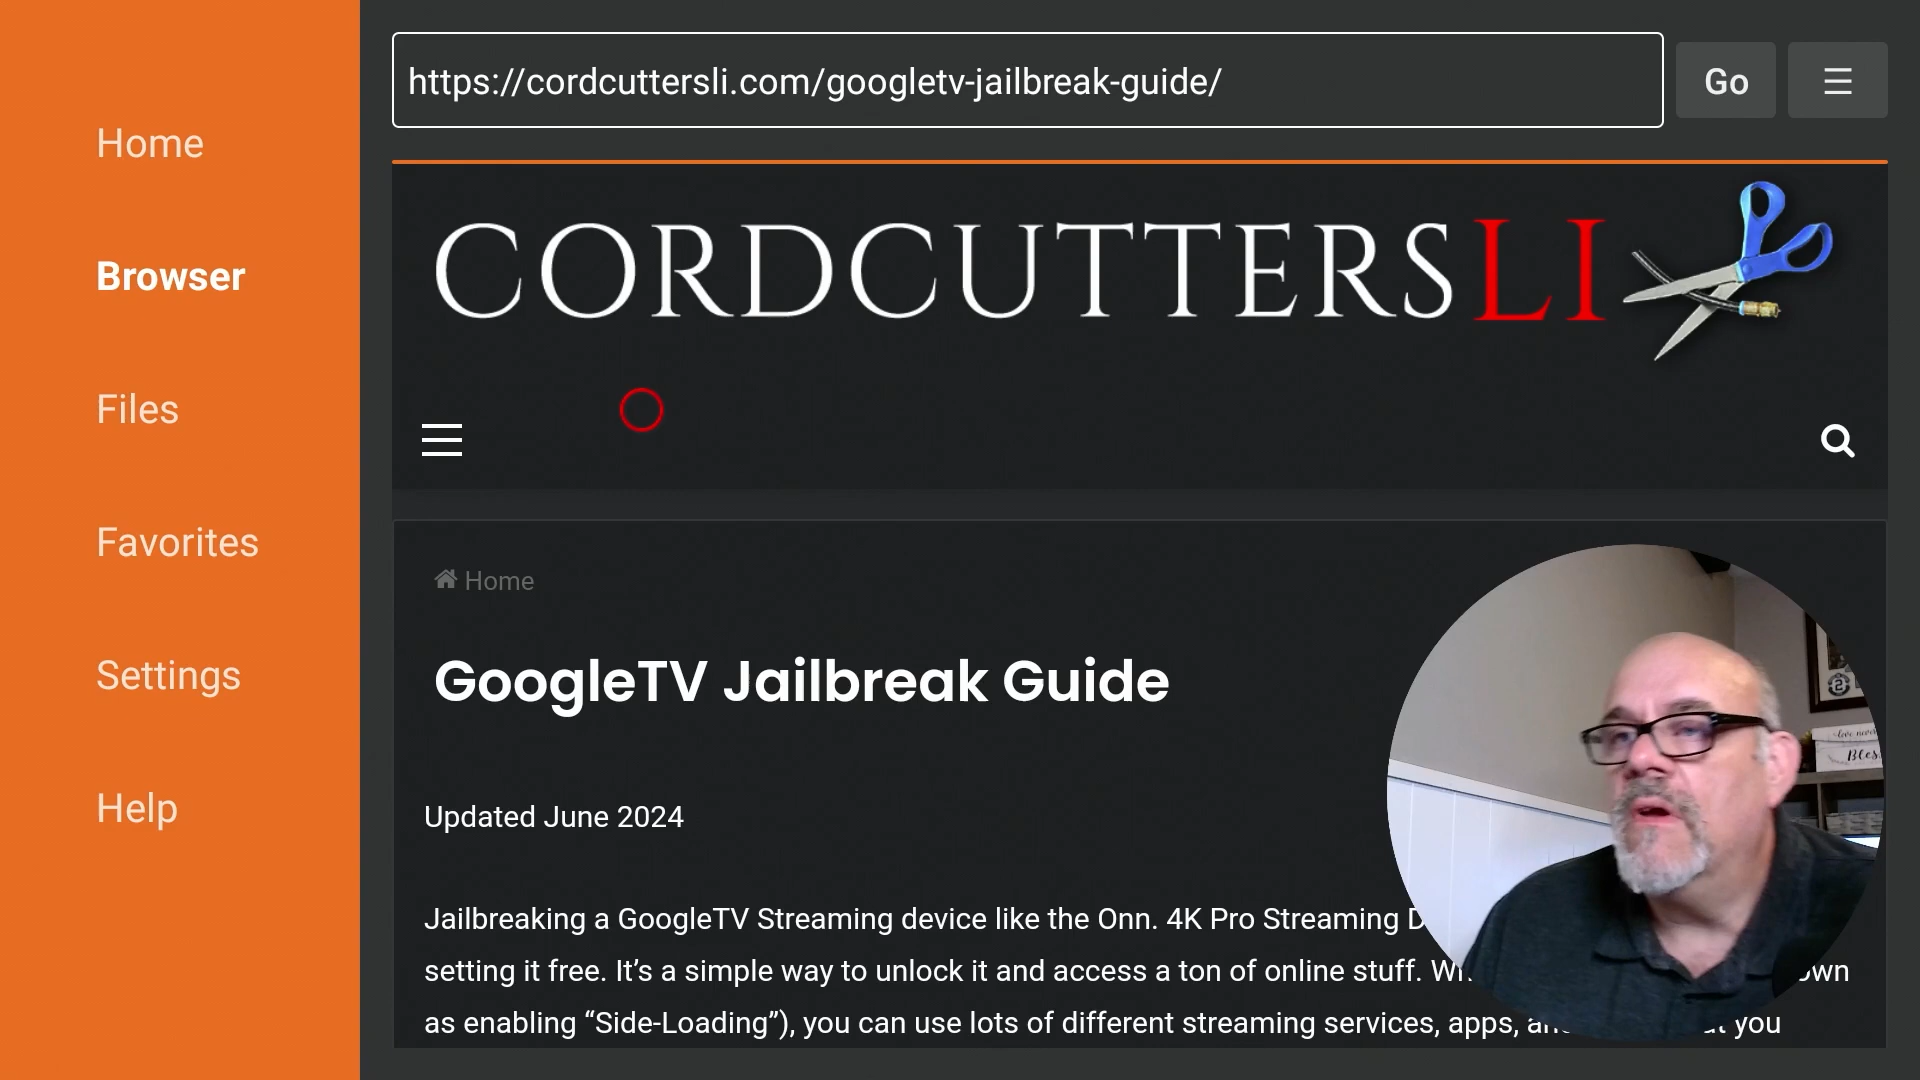 Home
Browser
Files
Favorites
Settings
Help
https://cordcuttersli.com/googletv-jailbreak-guide/
Go
CORDCUTTERSLI
Home
GoogleTV Jailbreak Guide
Updated June 2024
Jailbreaking a GoogleTV Streaming device like the Onn. 4K Pro Streaming
setting it free. It’s a simple way to unlock it and access a ton of online stuff.
as enabling “Side-Loading”), you can use lots of different streaming services, apps, you